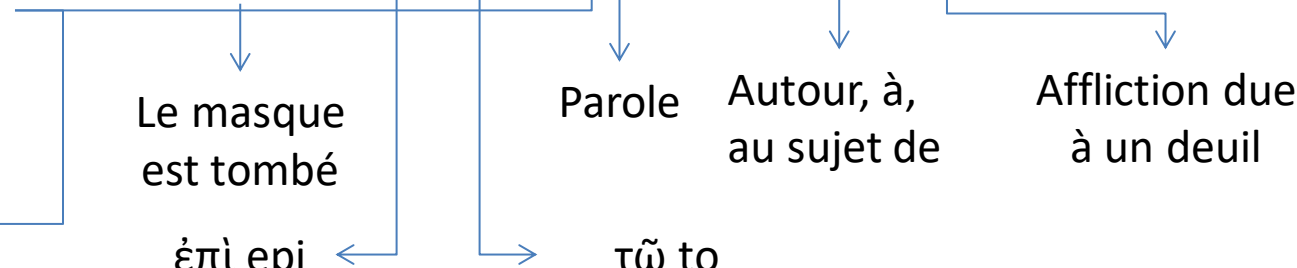 Le masque
est tombé
Parole
Autour, à,
au sujet de
Affliction due
à un deuil
ἐπὶ epi
τῶ to